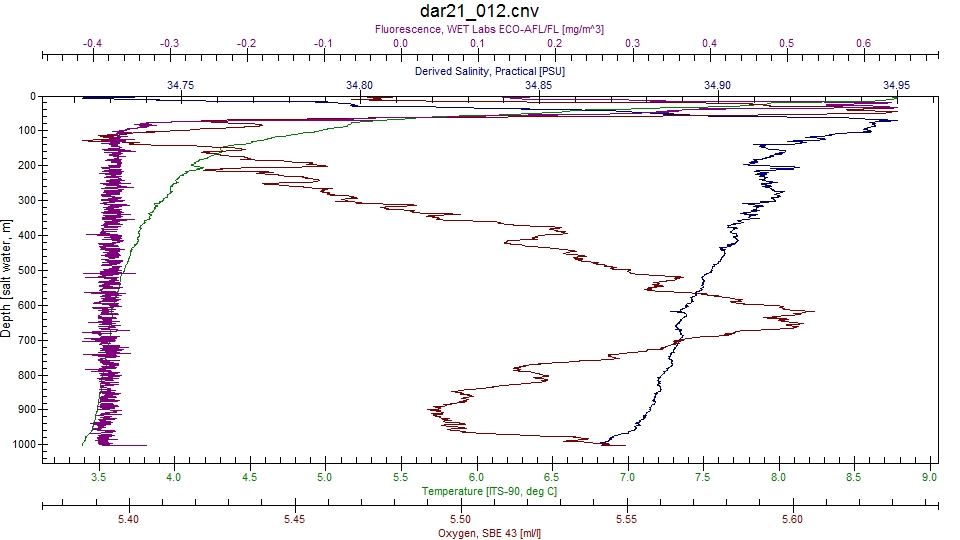 dar21_012.cnv
Fluorescence, WET Labs ECO-AFL/FL [mg/m^3]
-0.4 -0.3 -0.2 -0.1 0.0 0.1 0.2 0.3 0.4 0.5 0.6
Derived Salinity, Practical [PSU]
34.75 34.80 34.85 34.90 34.95
0
100
200
300
400
500
600
700
800
900
1000
Depth [salt water, m]
3.5 4.0 4.5 5.0 5.5 6.0 6.5 7.0 7.5 8.0 8.5 9.0
Temperature [ITS-90, deg C]
5.40 5.45 5.50 5.55 5.60
Oxygen, SBE 43 [ml/l]